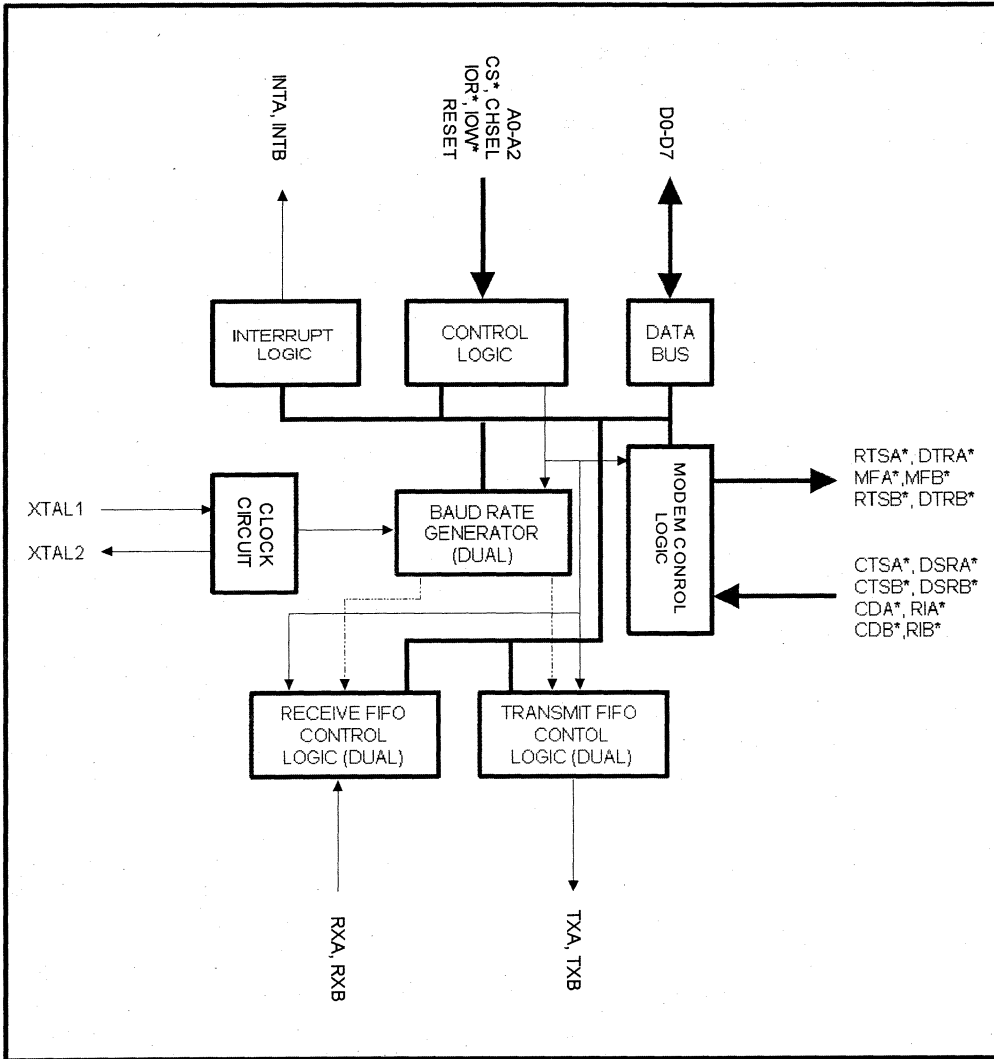 INTA, INTB
A0-A2
CS*, CHSEL
IOR*, IOW*
RESET
D0-D7
INTERRUPT
LOGIC
CONTROL
LOGIC
DATA
BUS
XTAL1
XTAL2
CLOCK
CIRCUIT
BAUD RATE
GENERATOR
(DUAL)
MODEM CONROL
LOGIC
RTSA*, DTRA*
MFA*,MFB*
RTSB*, DTRB*
CTSA*, DSRA*
CTSB*, DSRB*
CDA*, RIA*
CDB*,RIB*
RECEIVE FIFO
CONTROL
LOGIC (DUAL)
TRANSMIT FIFO
CONTOL
LOGIC (DUAL)
RXA, RXB
TXA, TXB